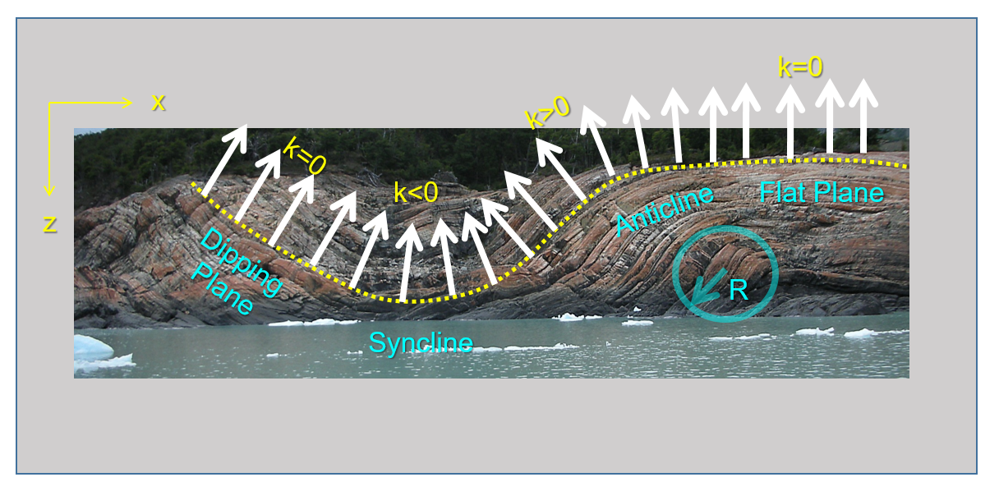 k=0
x
k>0
k=0
k<0
z
Anticline
Flat Plane
Dipping
Plane
R
Syncline